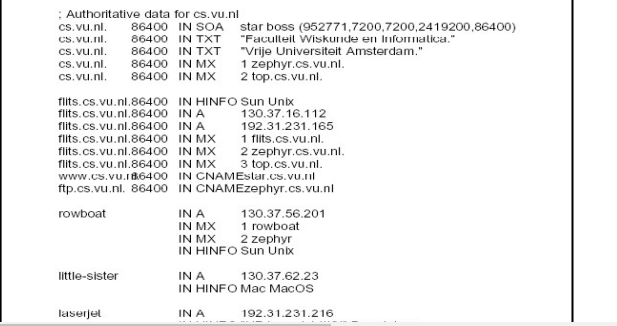 ; Authoritative data for cs.vu.nl
cs.vu.nl. 86400 IN SOA star boss (952771,7200,7200,2419200,86400)
cs.vu.nl. 86400 IN TXT "Faculteit Wiskunde en Informatica."
cs.vu.nl. 86400 IN TXT "Vrije Universiteit Amsterdam."
cs.vu.nl. 86400 IN MX 1 zephyr.cs.vu.nl.
cs.vu.nl. 86400 IN MX 2 top.cs.vu.nl.
flits.cs.vu.nl.86400 IN HINFO Sun Unix
flits.cs.vu.nl.86400 IN A 130.37.16.112
flits.cs.vu.nl.86400 IN A 192.31.231.165
flits.cs.vu.nl.86400 IN MX 1 flits.cs.vu.nl.
flits.cs.vu.nl.86400 IN MX 2 zephyr.cs.vu.nl.
flits.cs.vu.nl.86400 IN MX 3 top.cs.vu.nl.
www.cs.vu.nl 86400 IN CNAMEstar.cs.vu.nl
ftp.cs.vu.nl. 86400 IN CNAMEzephyr.cs.vu.nl
rowboat IN A 130.37.56.201
IN MX 1 rowboat
IN MX 2 zephyr
IN HINFO Sun Unix
little-sister IN A 130.37.62.23
IN HINFO Mac MacOS
laserjet IN A 192.31.231.216